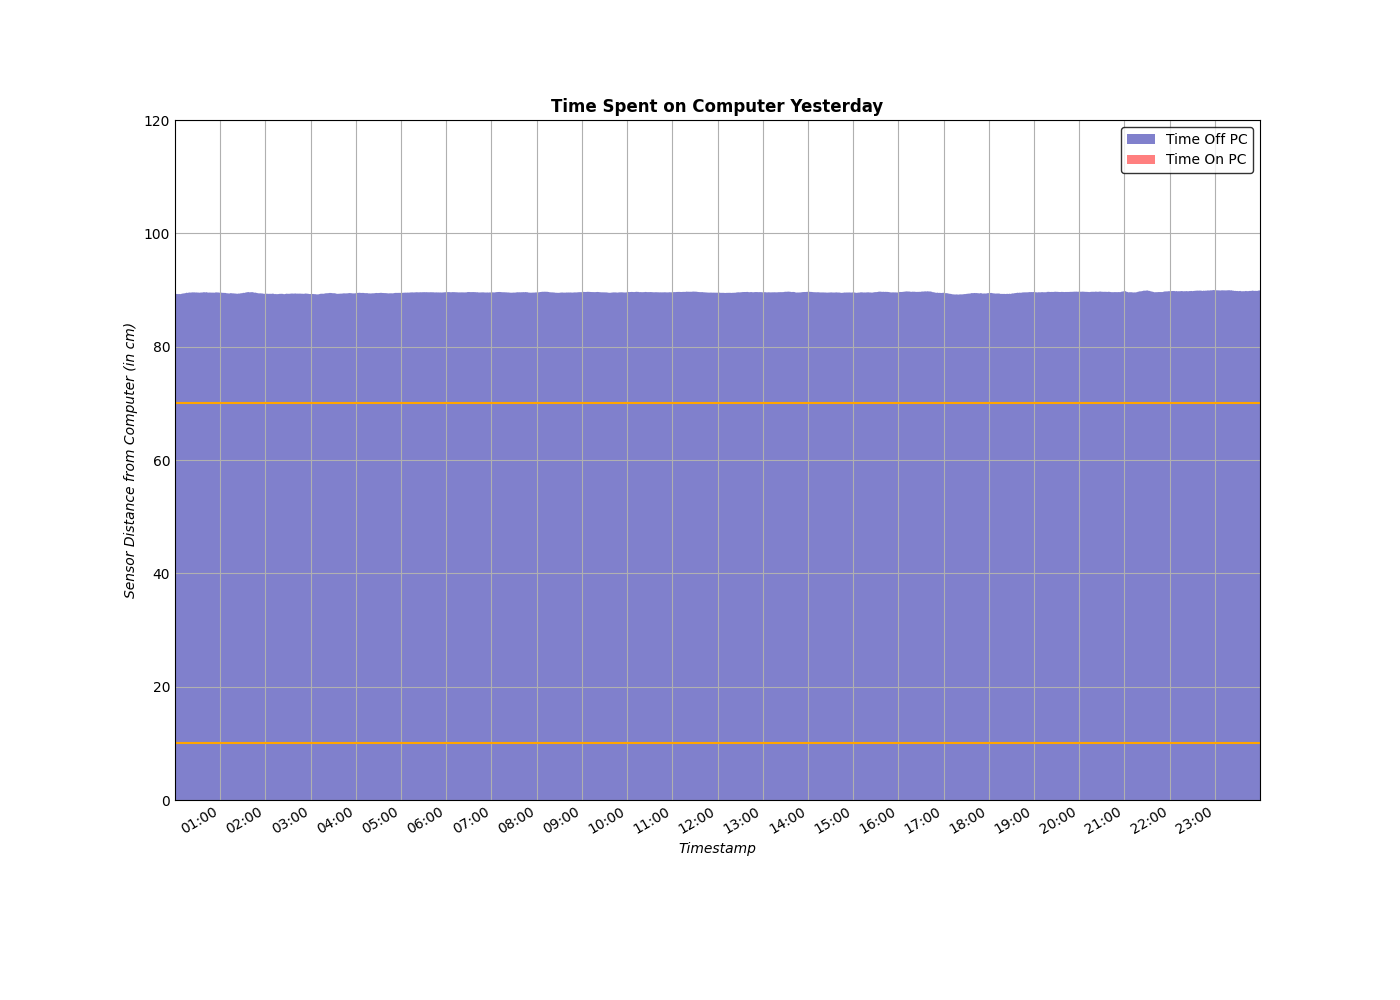 Time Spent on Computer Yesterday
120
100
80
60
40
20
0
Sensor Distance from Computer (in cm)
Time Off PC
Time On PC
01:00 02:00 03:00 04:00 05:00 06:00 07:00 08:00 09:00 10:00 11:00 12:00 13:00 14:00 15:00 16:00 17:00 18:00 19:00 20:00 21:00 22:00 23:00
Timestamp